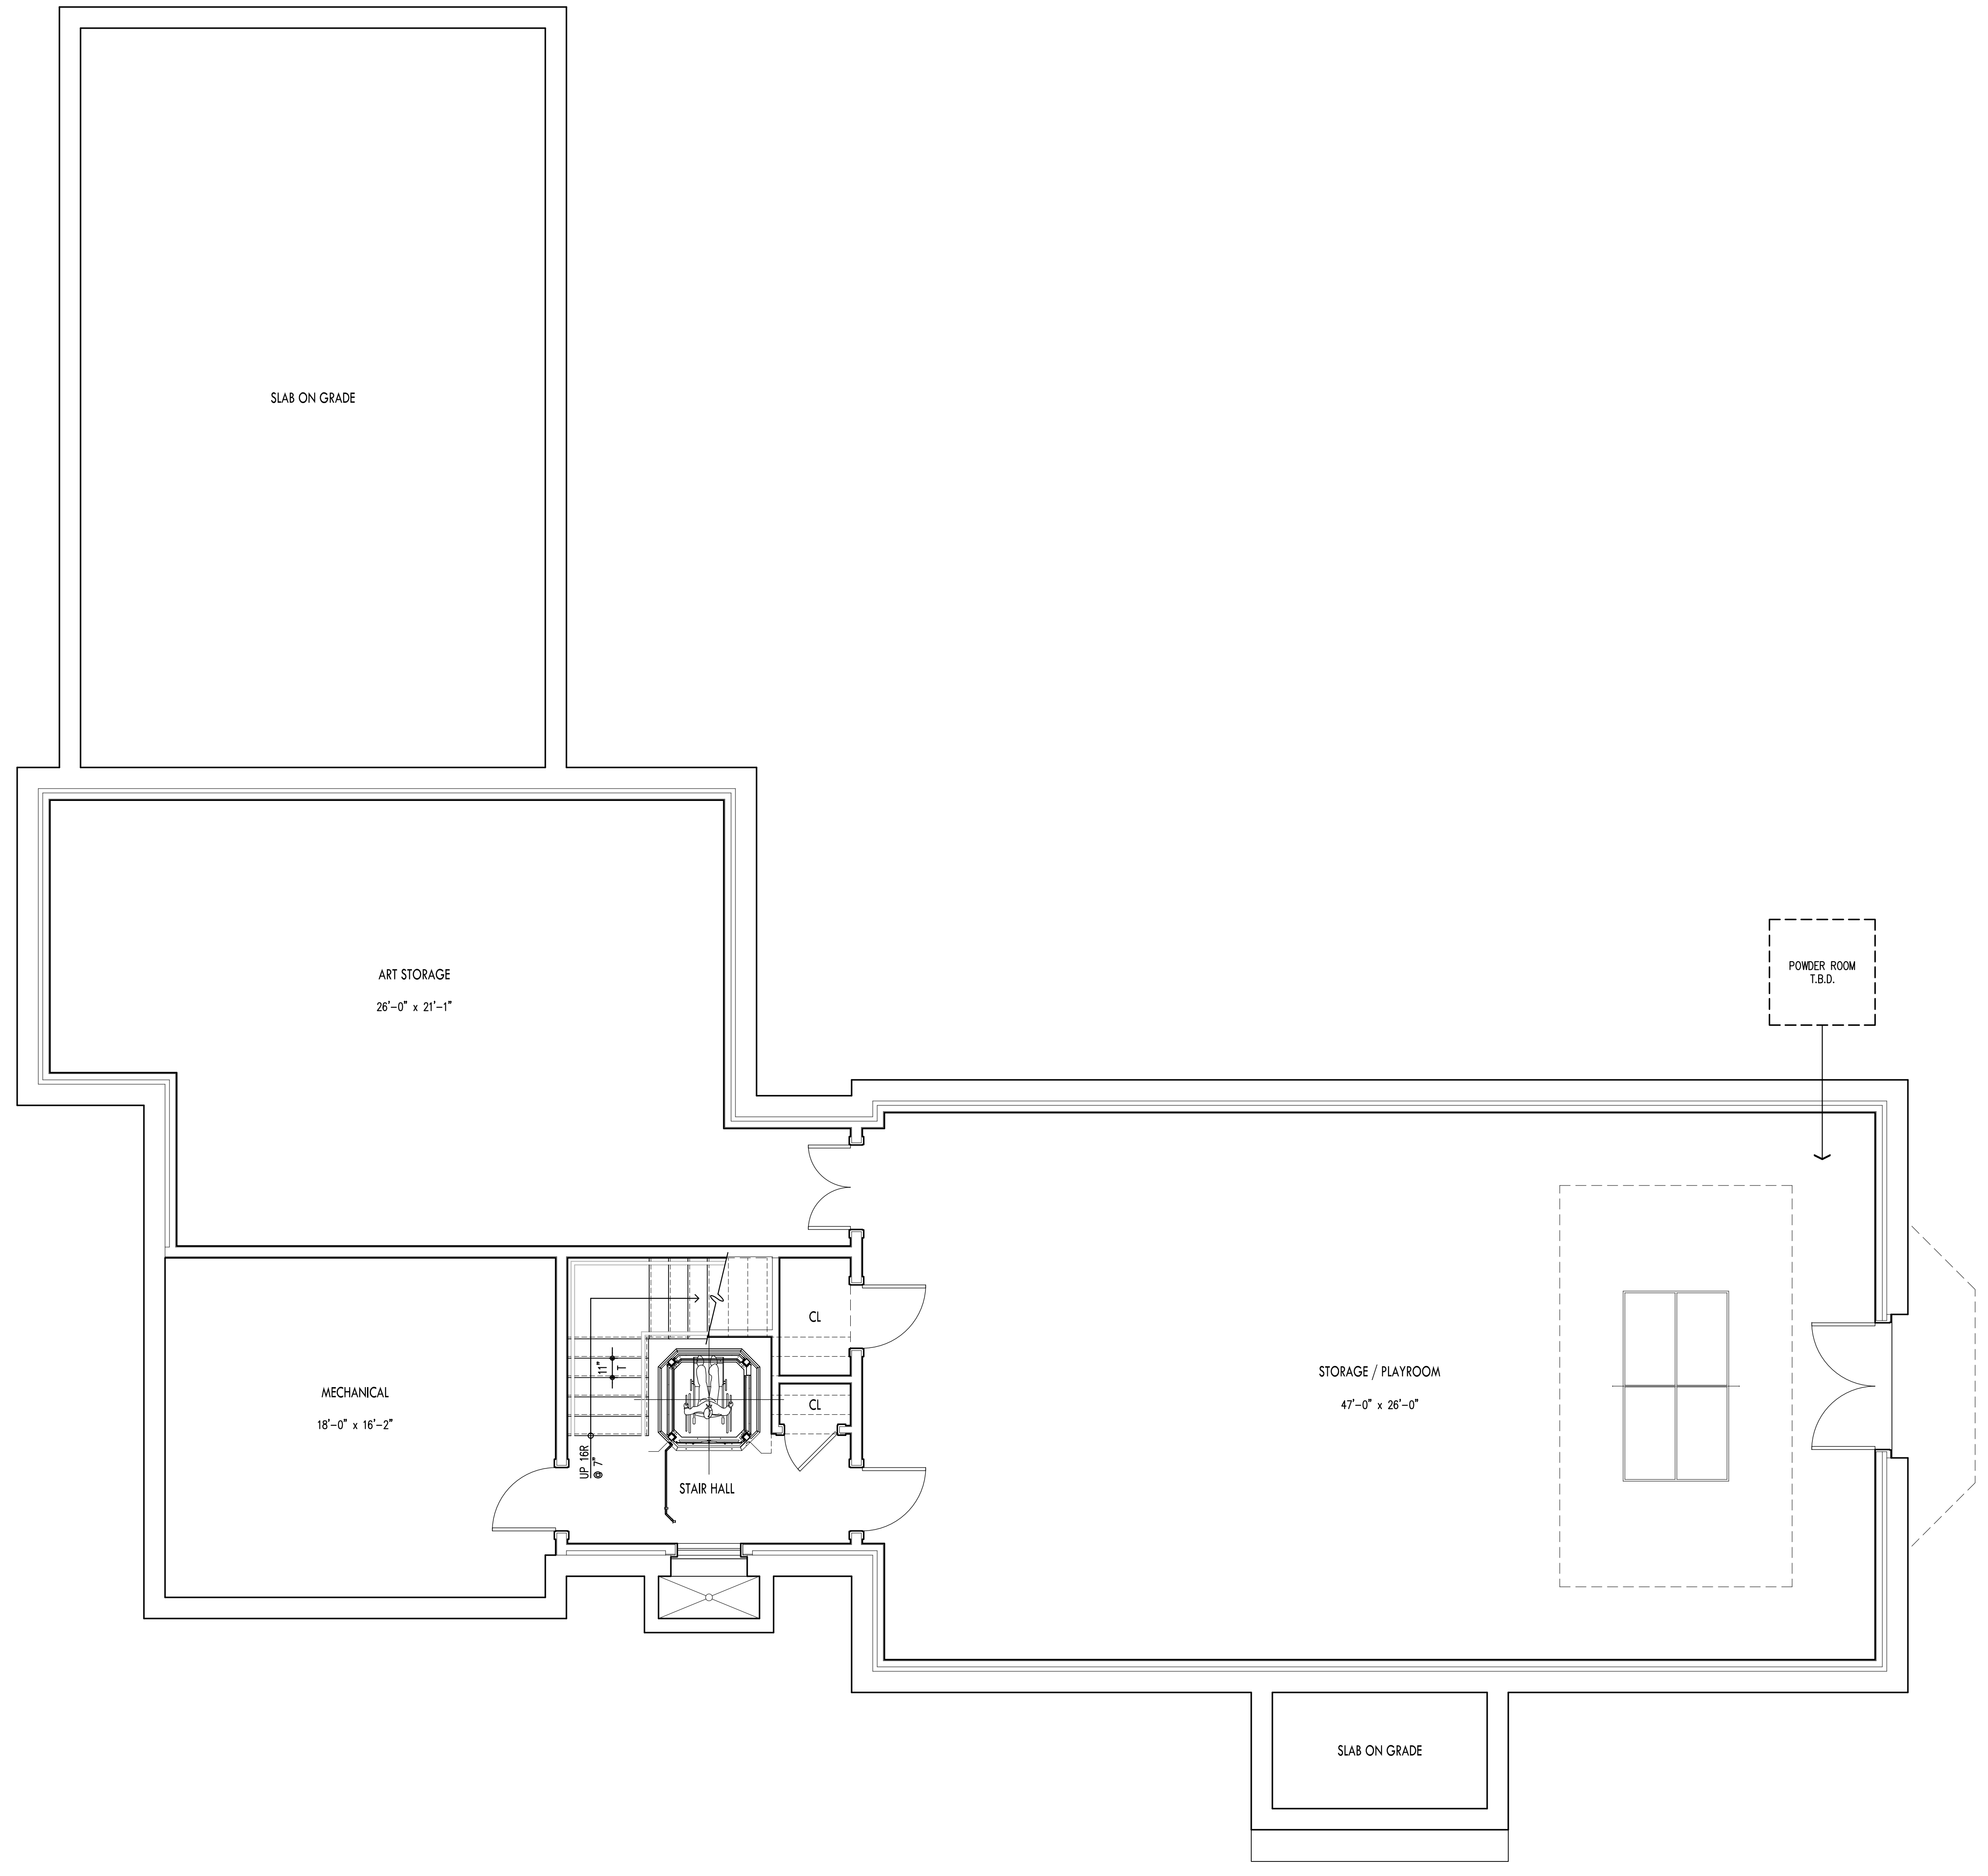 SLAB ON GRADE
ART STORAGE
26'-0" x 21'-1"
POWDER ROOM
T.B.D.
CL
CL
11"
T
UP 16R
@ 7"
MECHANICAL
18'-0" x 16'-2"
STAIR HALL
STORAGE / PLAYROOM
47'-0" x 26'-0"
SLAB ON GRADE